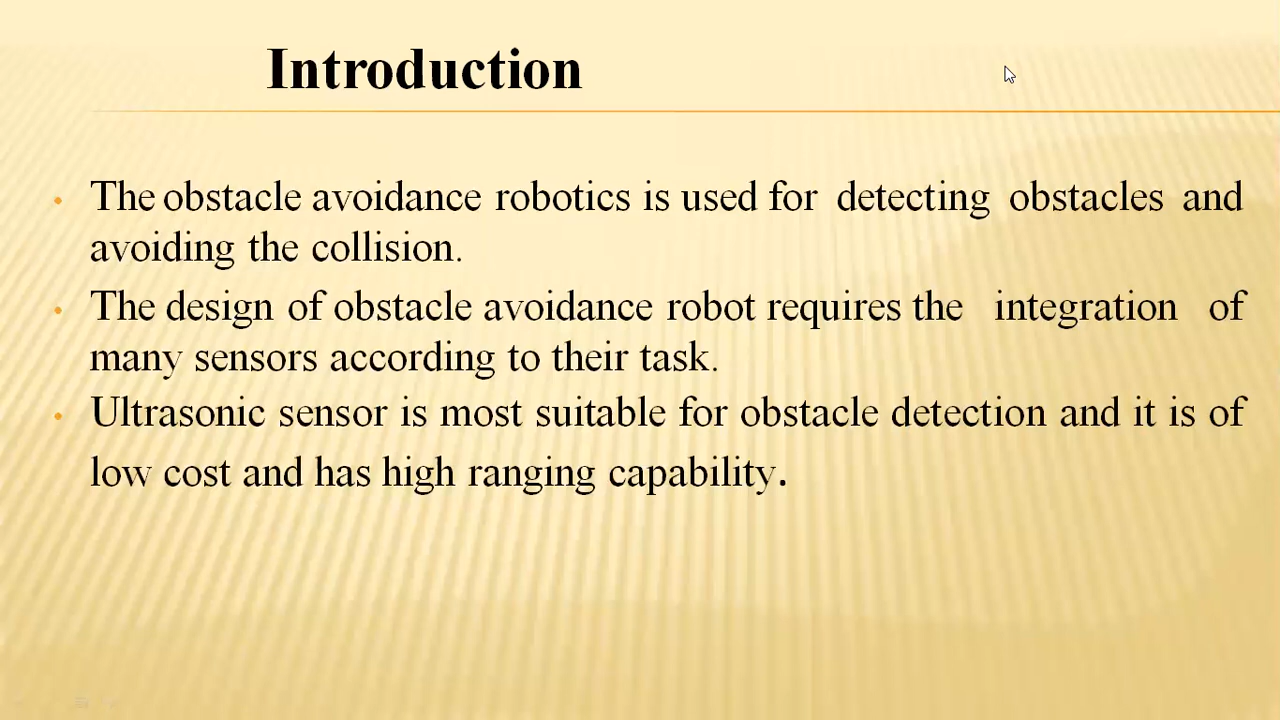 Introduction
The obstacle avoidance robotics is used for detecting obstacles and
avoiding the collision.
The design of obstacle avoidance robot requires the integration of
many sensors according to their task.
Ultrasonic sensor is most suitable for obstacle detection and it is of
low cost and has high ranging capability.